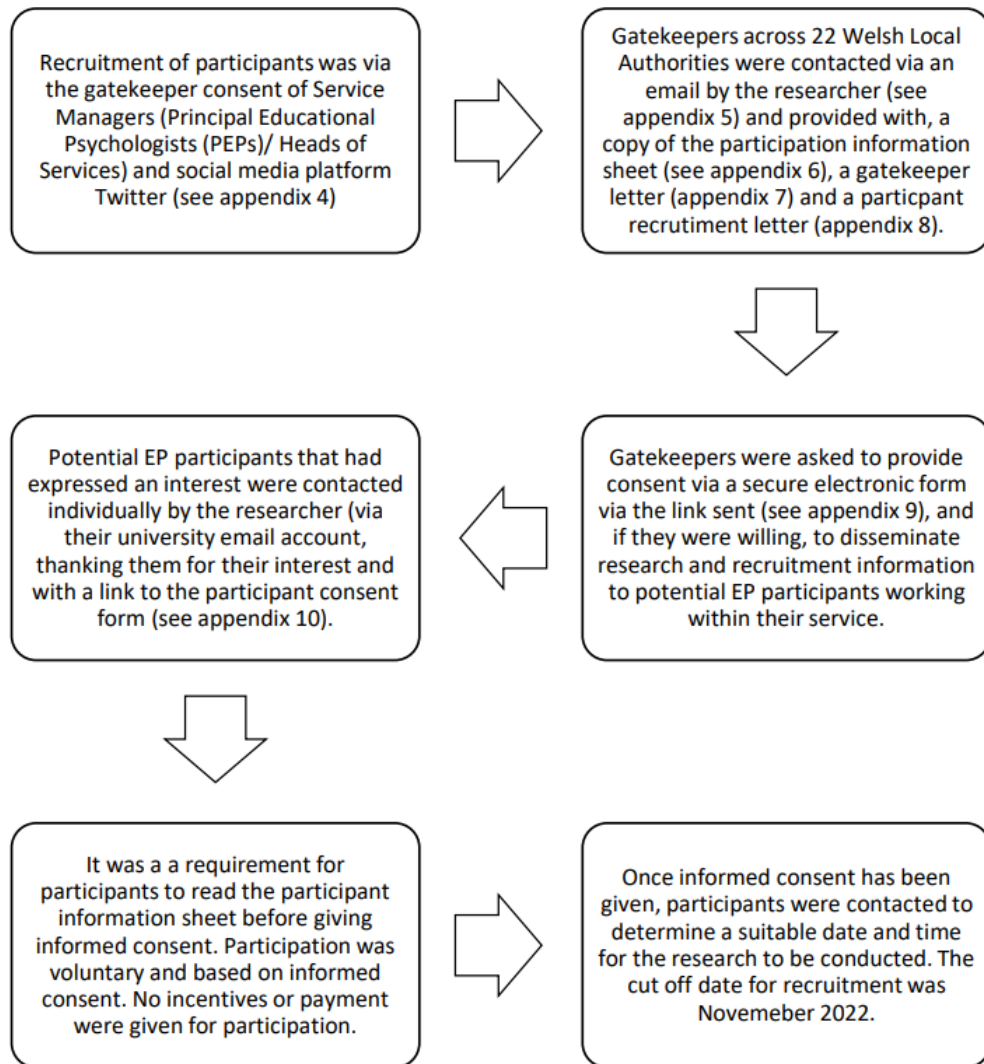 Recruitment of participants was via
the gatekeeper consent of Service
Managers (Principal Educational
Psychologists (PEPs)/ Heads of
Services) and social media platform
Twitter (see appendix 4)
Gatekeepers across 22 Welsh Local
Authorities were contacted via an
email by the researcher (see
appendix 5) and provided with, a
copy of the participation information
sheet (see appendix 6), a gatekeeper
letter (appendix 7) and a particpant
recrutiment letter (appendix 8).
Gatekeepers were asked to provide
consent via a secure electronic form
via the link sent (see appendix 9), and
if they were willing, to disseminate
research and recruitment information
to potential EP participants working
within their service.
Potential EP participants that had
expressed an interest were contacted
individually by the researcher (via
their university email account,
thanking them for their interest and
with a link to the participant consent
form (see appendix 10).
It was a a requirement for
participants to read the participant
information sheet before giving
informed consent. Participation was
voluntary and based on informed
consent. No incentives or payment
were given for participation.
Once informed consent has been
given, participants were contacted to
determine a suitable date and time
for the research to be conducted. The
cut off date for recruitment was
Novemeber 2022.